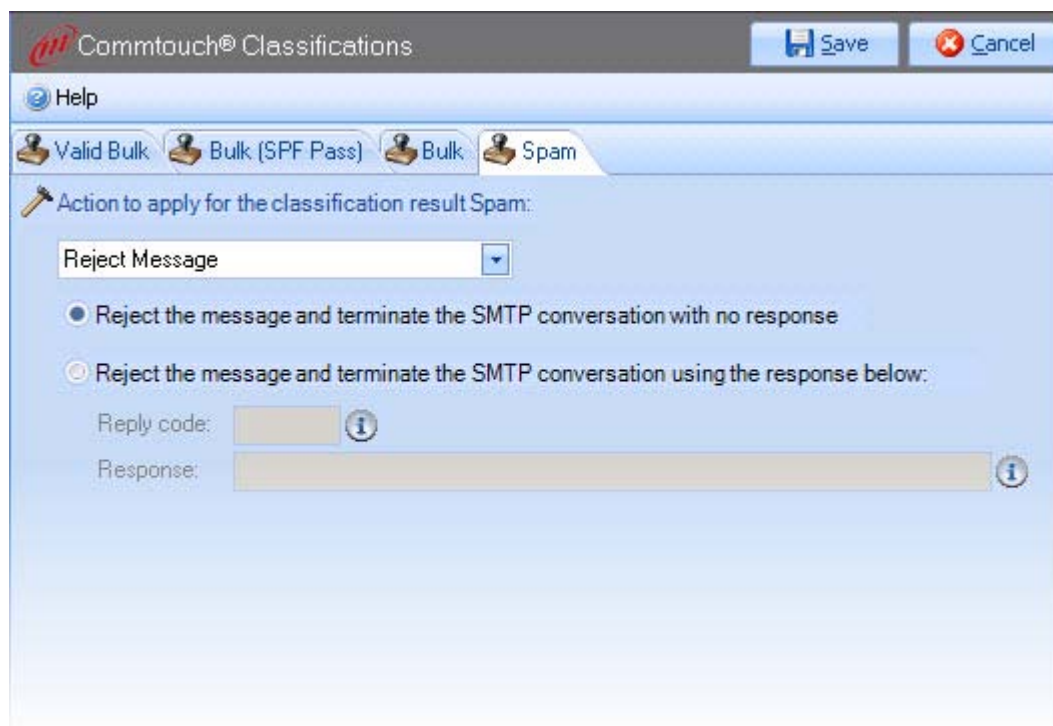 Commtouch® Classifications
Save
Cancel
Help
Valid Bulk
Bulk (SPF Pass)
Bulk
Spam
Action to apply for the classification result Spam:
Reject Message
Reject the message and terminate the SMTP conversation with no response
Reject the message and terminate the SMTP conversation using the response below:
Reply code:
Response: